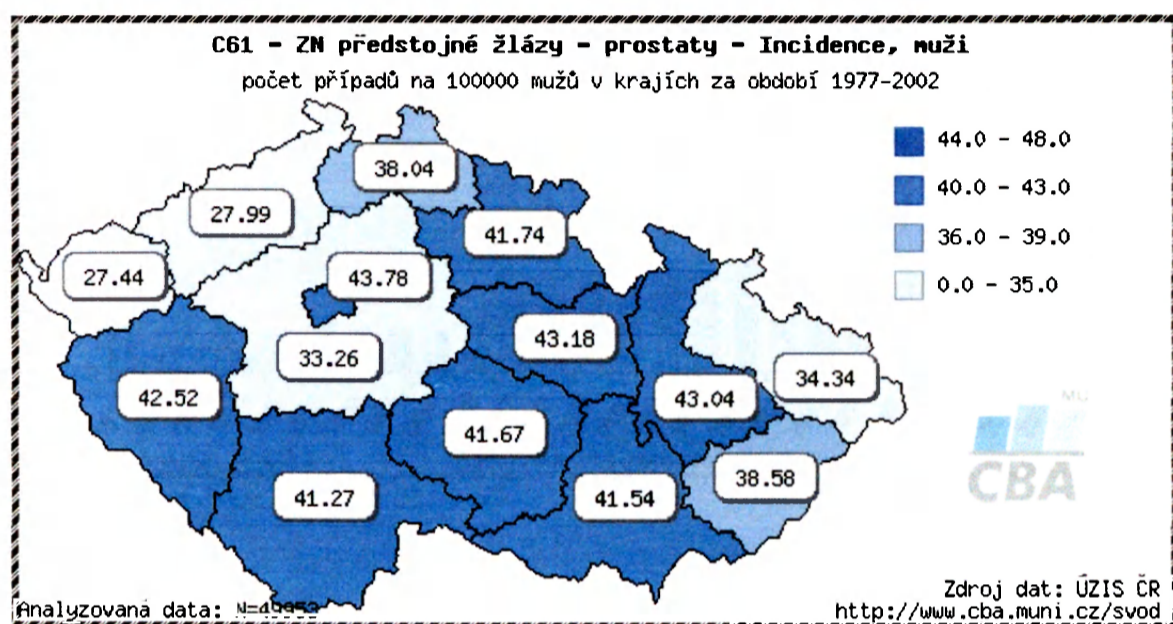 C61 - ZN předstojné žlázy - prostaty - Incidence, muži
počet případů na 100000 mužů v krajích za období 1977-2002
44.0 - 48.0
40.0 - 43.0
36.0 - 39.0
0.0 - 35.0
38.04
27.99
41.74
27.44
43.78
43.18
33.26
34.34
42.52
43.04
41.67
38.58
41.27
41.54
MU
CBA
Zdroj dat: ÚZIS ČR
Analyzovaná data:
http://www.cba.muni.cz/svod